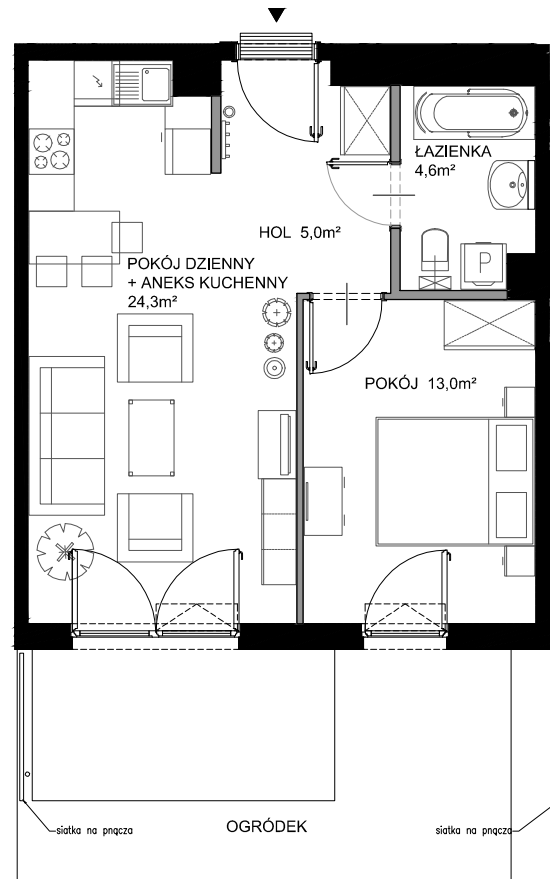 ŁAZIENKA
4,6m²
HOL 5,0m²
POKÓJ DZIENNY
+ ANEKS KUCHENNY
24,3m²
P
POKÓJ 13,0m²
OGRÓDEK
siatka na pnącza
siatka na pnącza